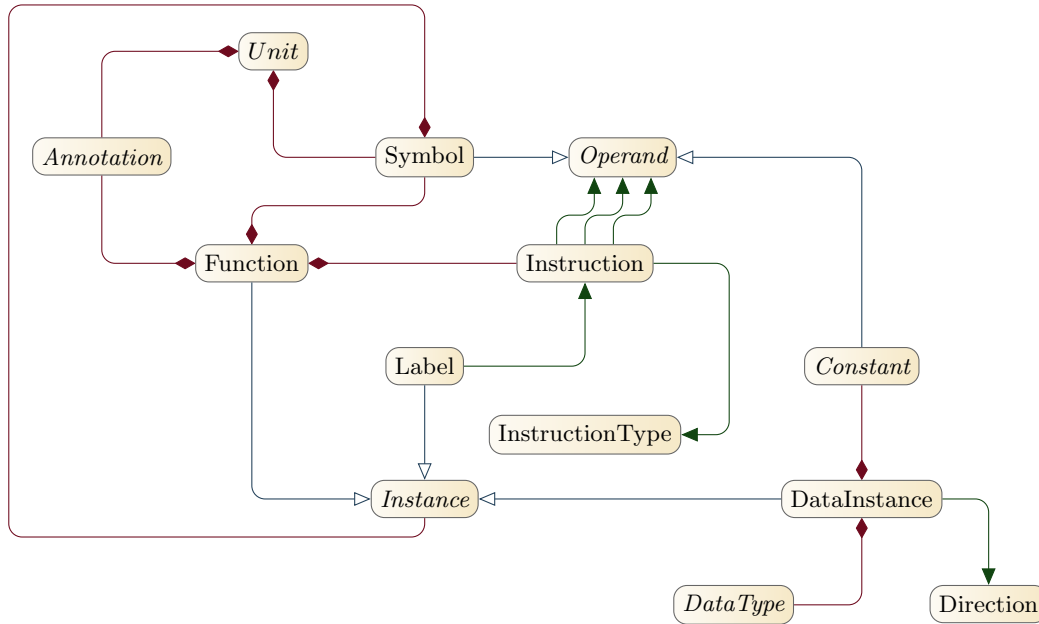 Unit
Annotation
Symbol
Operand
Function
Instruction
Label
Constant
InstructionType
Instance
DataInstance
DataType
Direction